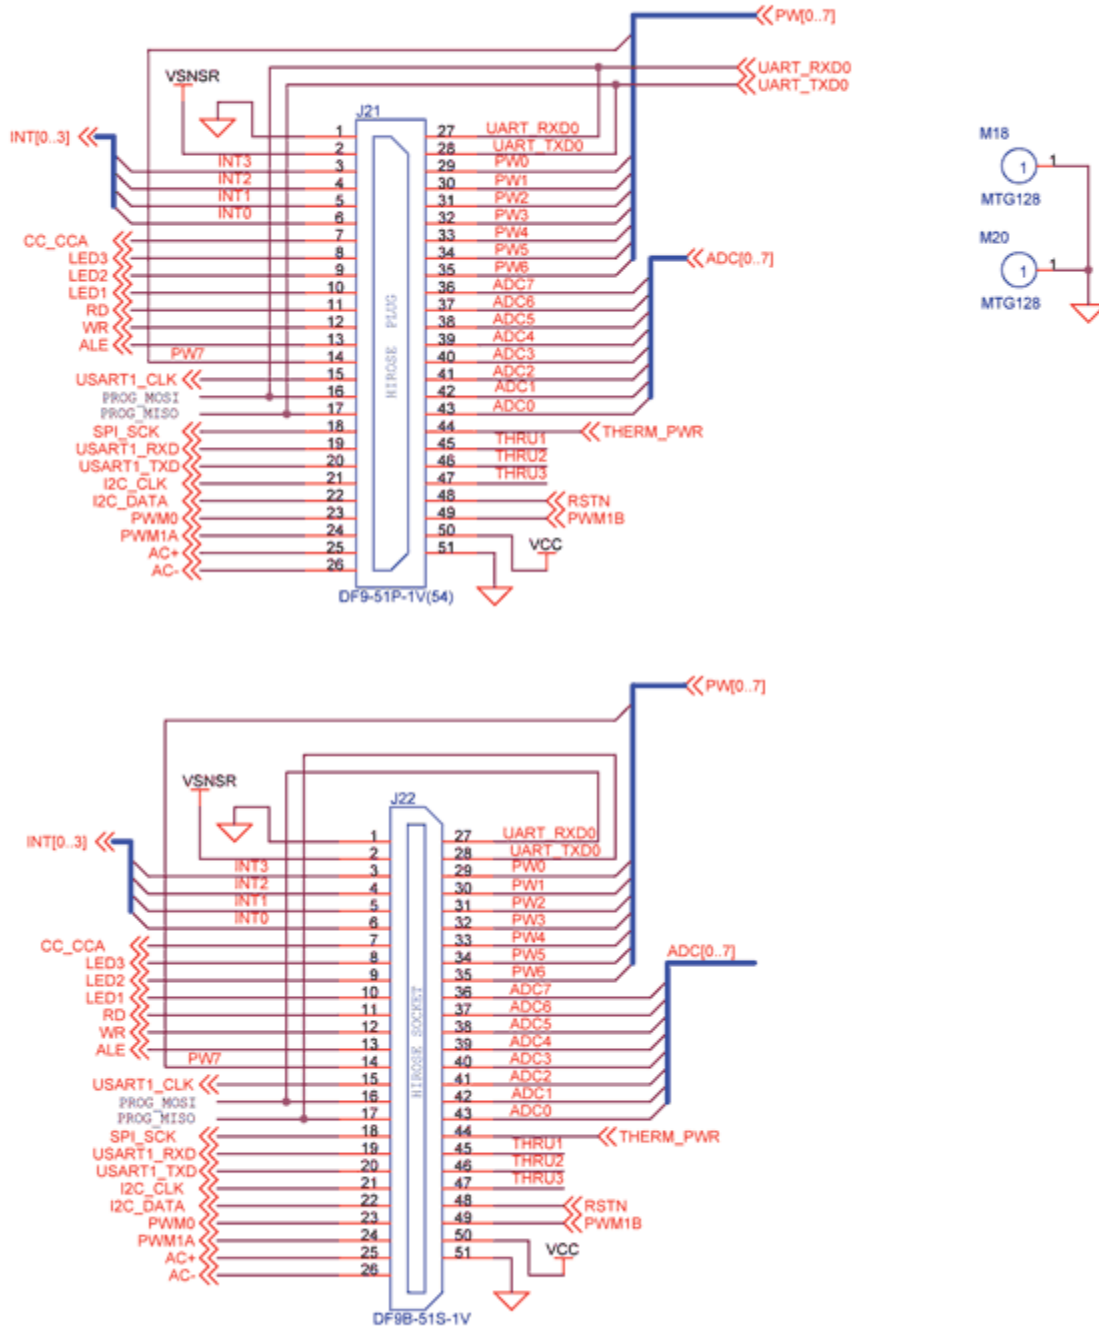 PW[0..7]
UART_RXD0
UART_TXD0
VSNSR
J21
INT[0..3]
1 27 UART_RXD0
2 28 UART_TXD0
INT3 3 29 PW0
INT2 4 30 PW1
INT1 5 31 PW2
INT0 6 32 PW3
CC_CCA 7 33 PW4
LED3 8 34 PW5
LED2 9 35 PW6
LED1 10 36 ADC7
RD 11 37 ADC6
WR 12 38 ADC5
ALE 13 39 ADC4
PW7 14 40 ADC3
USART1_CLK 15 41 ADC2
PROG_MOSI 16 42 ADC1
PROG_MISO 17 43 ADC0
SPI_SCK 18 44 THERM_PWR
USART1_RXD 19 45 THRU1
USART1_TXD 20 46 THRU2
I2C_CLK 21 47 THRU3
I2C_DATA 22 48 RSTN
PWM0 23 49 PWM1B
PWM1A 24 50
AC+ 25 51 VCC
AC- 26
HIROSE PLUG
ADC[0..7]
DF9-51P-1V(54)
M18
1 1
MTG128
M20
1 1
MTG128
PW[0..7]
VSNSR
J22
INT[0..3]
1 27 UART_RXD0
2 28 UART_TXD0
INT3 3 29 PW0
INT2 4 30 PW1
INT1 5 31 PW2
INT0 6 32 PW3
CC_CCA 7 33 PW4
LED3 8 34 PW5
LED2 9 35 PW6
LED1 10 36 ADC7
RD 11 37 ADC6
WR 12 38 ADC5
ALE 13 39 ADC4
PW7 14 40 ADC3
USART1_CLK 15 41 ADC2
PROG_MOSI 16 42 ADC1
PROG_MISO 17 43 ADC0
SPI_SCK 18 44 THERM_PWR
USART1_RXD 19 45 THRU1
USART1_TXD 20 46 THRU2
I2C_CLK 21 47 THRU3
I2C_DATA 22 48 RSTN
PWM0 23 49 PWM1B
PWM1A 24 50
AC+ 25 51 VCC
AC- 26
HIROSE SOCKET
ADC[0..7]
DF9B-51S-1V